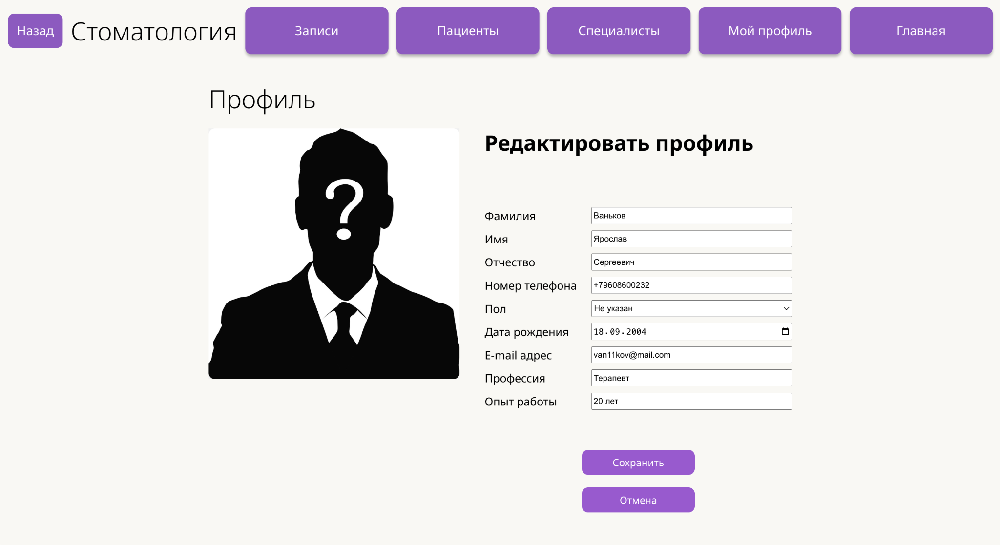 Назад Стоматология Записи Пациенты Специалисты Мой профиль Главная
Профиль
?
Редактировать профиль
Фамилия Ваньков
Имя Ярослав
Отчество Сергеевич
Номер телефона +79608600232
Пол Не указан
Дата рождения 18.09.2004
E-mail адрес van11kov@mail.com
Профессия Терапевт
Опыт работы 20 лет
Сохранить
Отмена